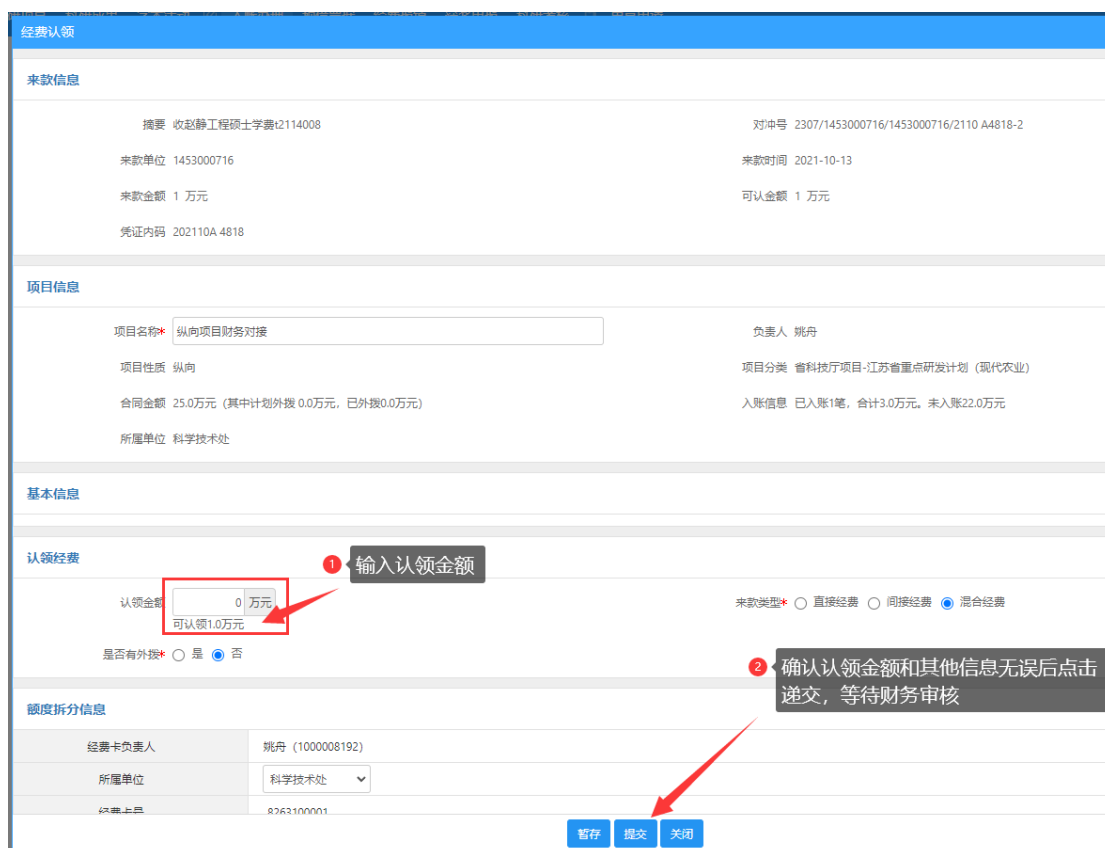 经费认领
来款信息
摘要 收赵静工程硕士学费t2114008
对冲号 2307/1453000716/1453000716/2110 A4818-2
来款单位 1453000716
来款时间 2021-10-13
来款金额 1 万元
可认金额 1 万元
凭证内码 202110A 4818
项目信息
项目名称* 纵向项目财务对接
负责人 姚舟
项目性质 纵向
项目分类 省科技厅项目-江苏省重点研发计划（现代农业）
合同金额 25.0万元（其中计划外拨 0.0万元，已外拨0.0万元）
入账信息 已入账1笔，合计3.0万元。未入账22.0万元
所属单位 科学技术处
基本信息
认领经费
1 输入认领金额
认领金额 0 万元
可认领1.0万元
来款类型* 直接经费 间接经费 混合经费
是否有外拨* 是 否
2 确认认领金额和其他信息无误后点击
递交，等待财务审核
额度拆分信息
经费卡负责人 姚舟（1000008192）
所属单位 科学技术处
经费卡号 8263100001
暂存 提交 关闭